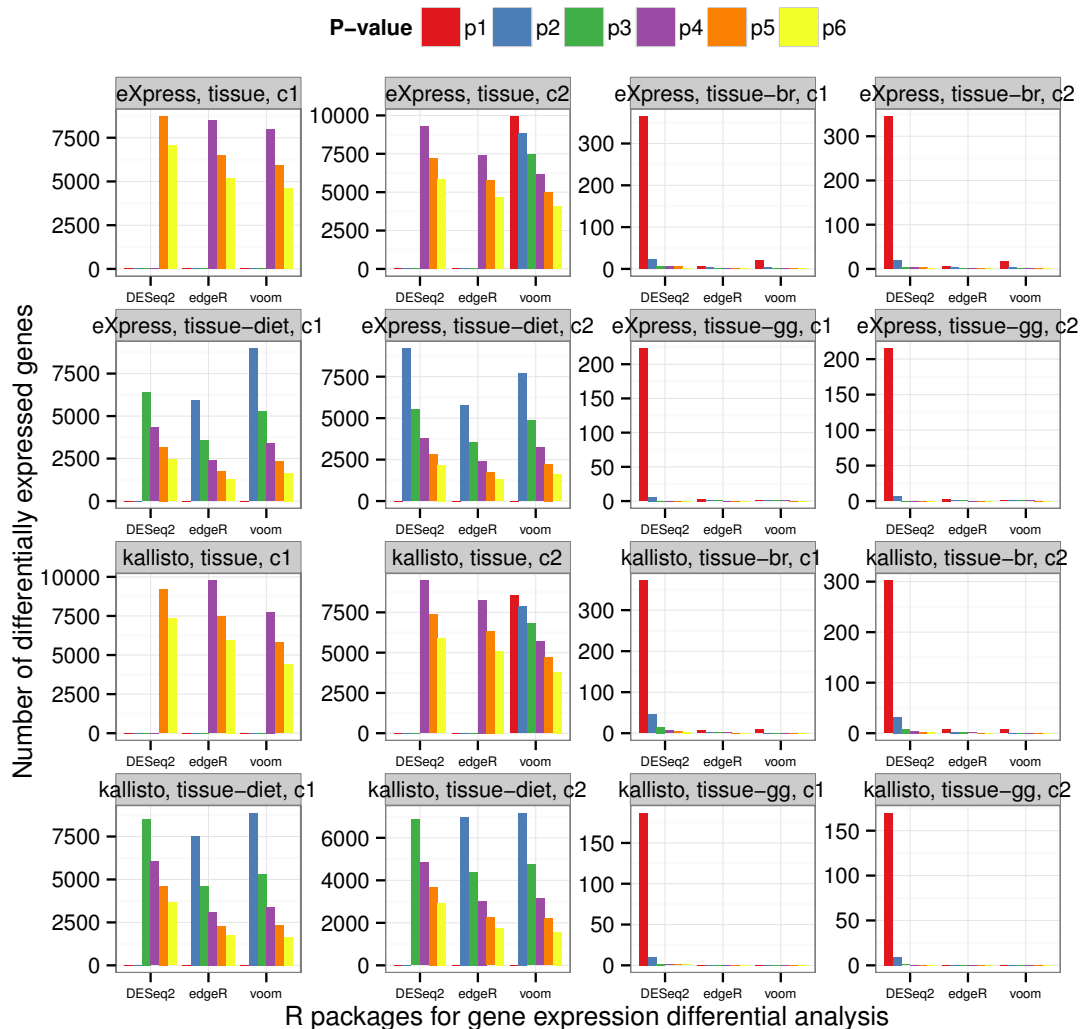 P−value p1 p2 p3 p4 p5 p6
Number of differentially expressed genes
eXpress, tissue, c1
7500
5000
2500
0
DESeq2 edgeR voom
eXpress, tissue, c2
10000
7500
5000
2500
0
DESeq2 edgeR voom
eXpress, tissue−br, c1
300
200
100
0
DESeq2 edgeR voom
eXpress, tissue−br, c2
300
200
100
0
DESeq2 edgeR voom
eXpress, tissue−diet, c1
7500
5000
2500
0
DESeq2 edgeR voom
eXpress, tissue−diet, c2
7500
5000
2500
0
DESeq2 edgeR voom
eXpress, tissue−gg, c1
200
150
100
50
0
DESeq2 edgeR voom
eXpress, tissue−gg, c2
200
150
100
50
0
DESeq2 edgeR voom
kallisto, tissue, c1
10000
7500
5000
2500
0
DESeq2 edgeR voom
kallisto, tissue, c2
7500
5000
2500
0
DESeq2 edgeR voom
kallisto, tissue−br, c1
300
200
100
0
DESeq2 edgeR voom
kallisto, tissue−br, c2
300
200
100
0
DESeq2 edgeR voom
kallisto, tissue−diet, c1
7500
5000
2500
0
DESeq2 edgeR voom
kallisto, tissue−diet, c2
6000
4000
2000
0
DESeq2 edgeR voom
kallisto, tissue−gg, c1
150
100
50
0
DESeq2 edgeR voom
kallisto, tissue−gg, c2
150
100
50
0
DESeq2 edgeR voom
R packages for gene expression differential analysis